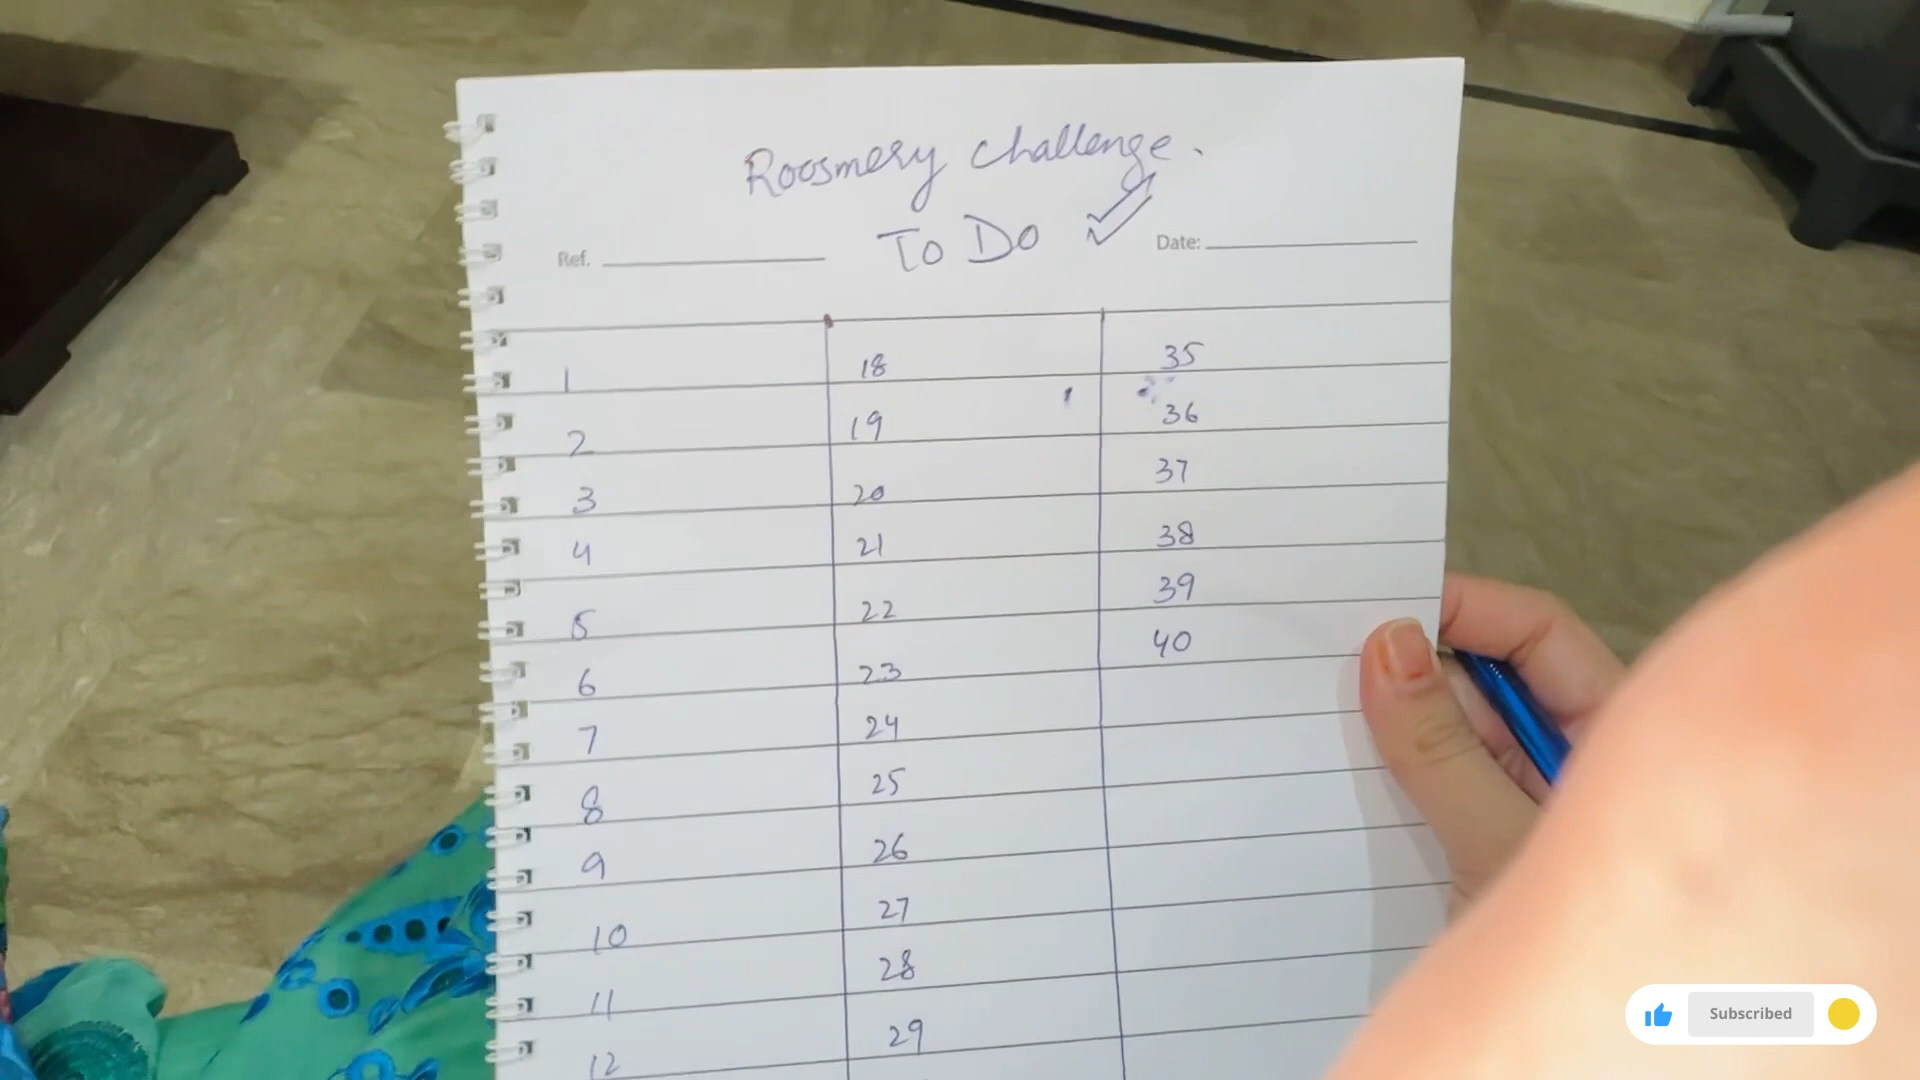 Roosmery challenge.
To Do
Ref.
Date:
1 18 35
2 19 36
3 20 37
4 21 38
5 22 39
6 23 40
7 24
8 25
9 26
10 27
11 28
12 29
Subscribed